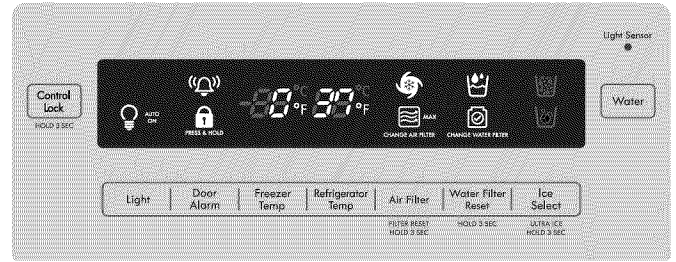 Light Sensor
Control
Lock
HOLD 3 SEC
AUTO
ON
PRESS & HOLD
0°F 37°F
°C °C
MAX
CHANGE AIR FILTER
CHANGE WATER FILTER
Water
Light
Door
Alarm
Freezer
Temp
Refrigerator
Temp
Air Filter
FILTER RESET
HOLD 3 SEC
Water Filter
Reset
HOLD 3 SEC
Ice
Select
ULTRA ICE
HOLD 3 SEC